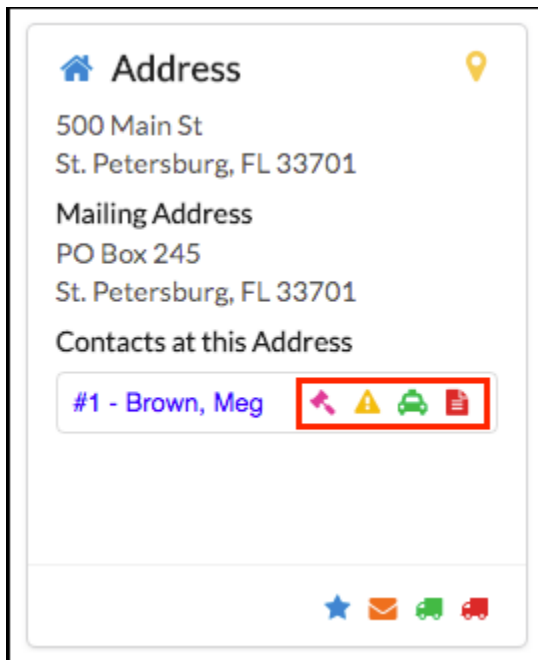 Address
500 Main St
St. Petersburg, FL 33701
Mailing Address
PO Box 245
St. Petersburg, FL 33701
Contacts at this Address
#1 - Brown, Meg